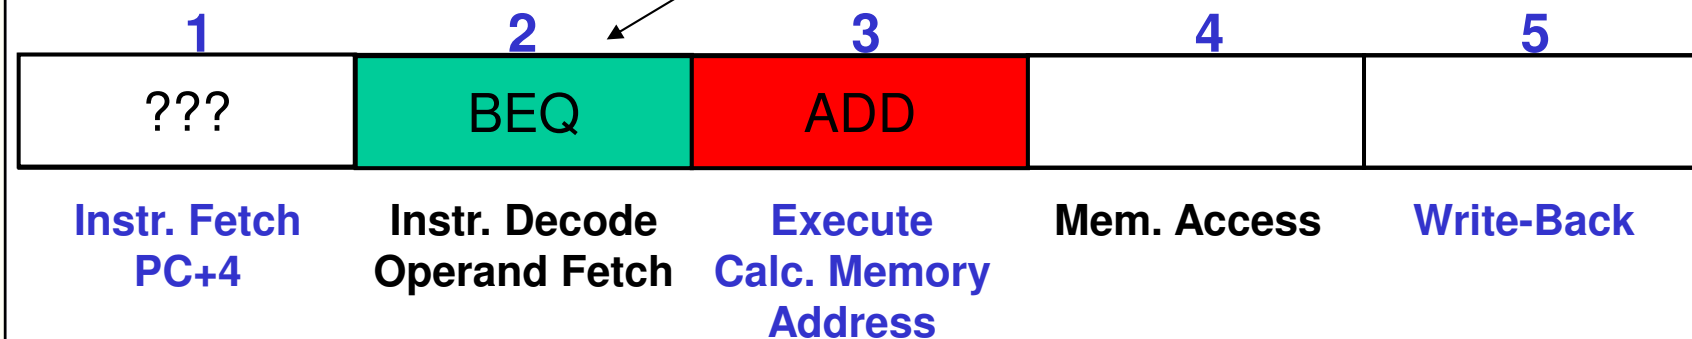 1 2 3 4 5
??? BEQ ADD
Instr. Fetch Instr. Decode Execute Mem. Access Write-Back
PC+4 Operand Fetch Calc. Memory
Address